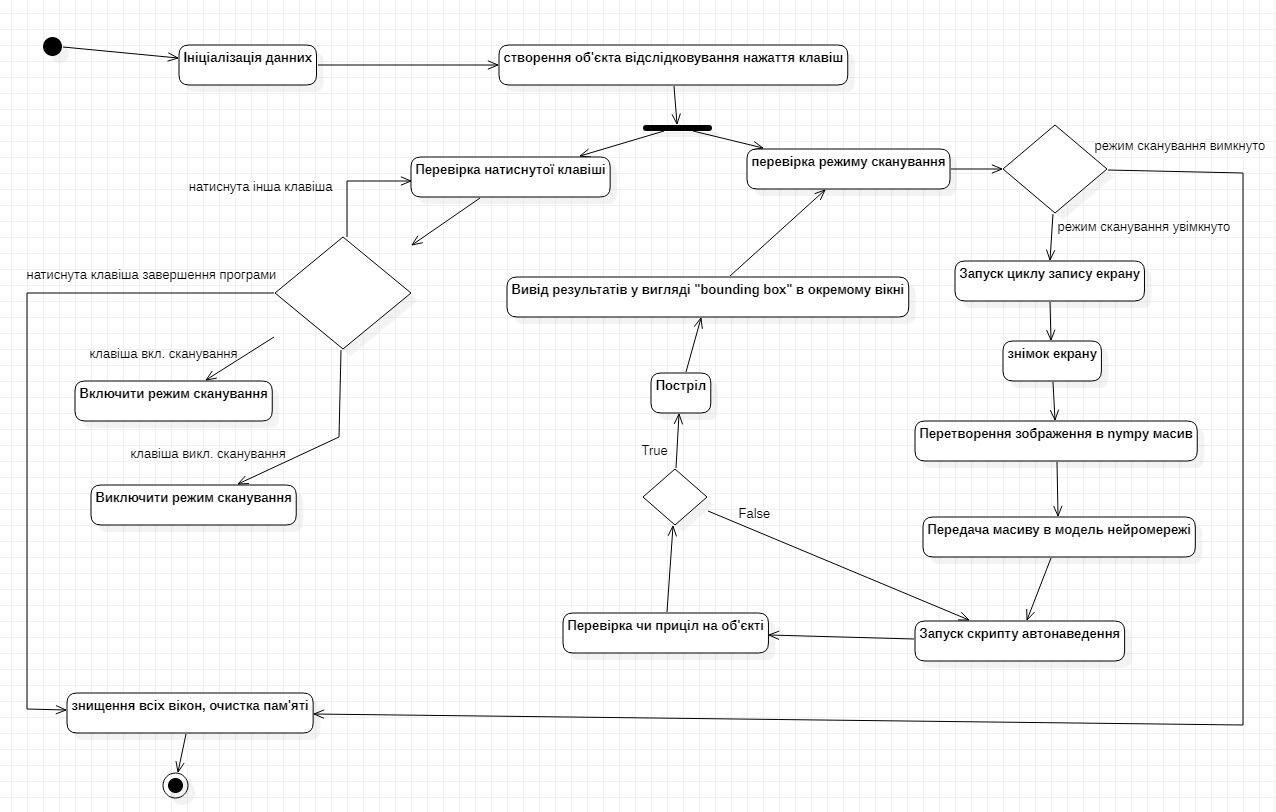 Ініціалізація данних
створення об'єкта відслідковування нажаття клавіш
режим сканування вимкнуто
перевірка режиму сканування
Перевірка натиснутої клавіші
натиснута інша клавіша
режим сканування увімкнуто
натиснута клавіша завершення програми
Запуск циклу запису екрану
Вивід результатів у вигляді "bounding box" в окремому вікні
клавіша вкл. сканування
знімок екрану
Постріл
Включити режим сканування
Перетворення зображення в nympy масив
True
клавіша викл. сканування
Виключити режим сканування
False
Передача масиву в модель нейромережі
Перевірка чи приціл на об'єкті
Запуск скрипту автонаведення
знищення всіх вікон, очистка пам'яті